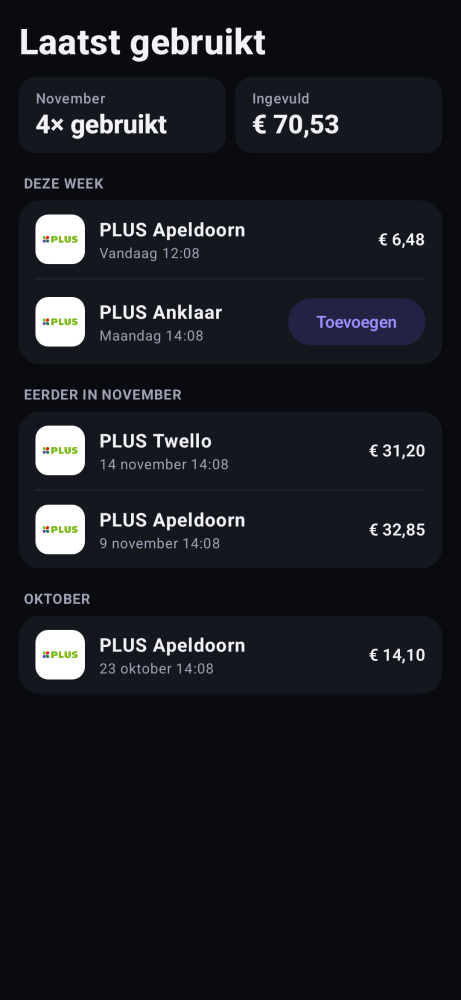 Laatst gebruikt
November
4× gebruikt
Ingevuld
€ 70,53
DEZE WEEK
PLUS
PLUS Apeldoorn
Vandaag 12:08
€ 6,48
PLUS
PLUS Anklaar
Maandag 14:08
Toevoegen
EERDER IN NOVEMBER
PLUS
PLUS Twello
14 november 14:08
€ 31,20
PLUS
PLUS Apeldoorn
9 november 14:08
€ 32,85
OKTOBER
PLUS
PLUS Apeldoorn
23 oktober 14:08
€ 14,10